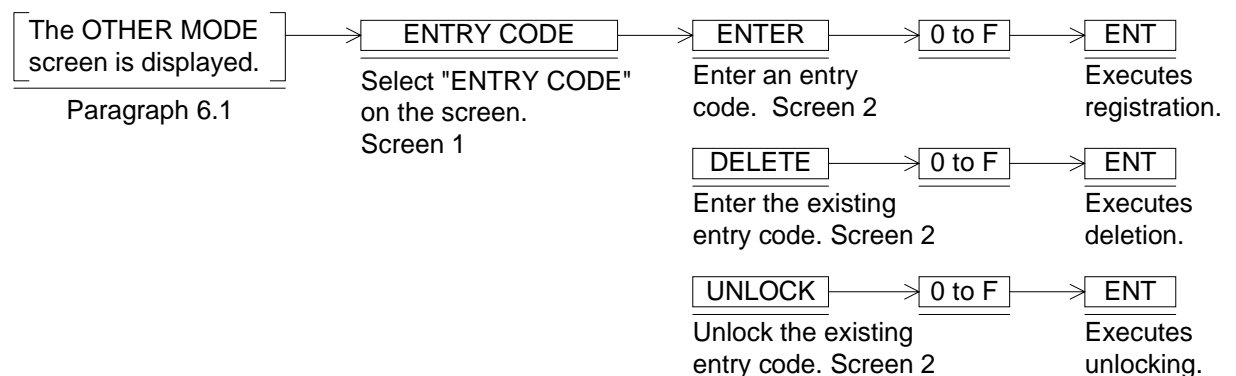 The OTHER MODE
screen is displayed.
Paragraph 6.1
ENTRY CODE
Select "ENTRY CODE"
on the screen.
Screen 1
ENTER
0 to F
ENT
Enter an entry
code. Screen 2
Executes
registration.
DELETE
0 to F
ENT
Enter the existing
entry code. Screen 2
Executes
deletion.
UNLOCK
0 to F
ENT
Unlock the existing
entry code. Screen 2
Executes
unlocking.